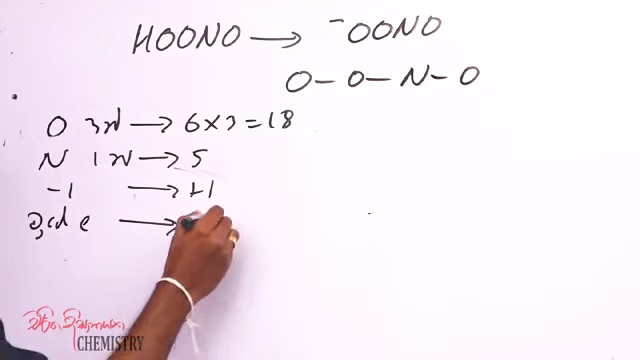 HOONO → ⁻OONO
O — O — N — O
O 3ක් → 6×3 = 18
N 1ක් → 5
-1 → +1
මුළු e →
CHEMISTRY